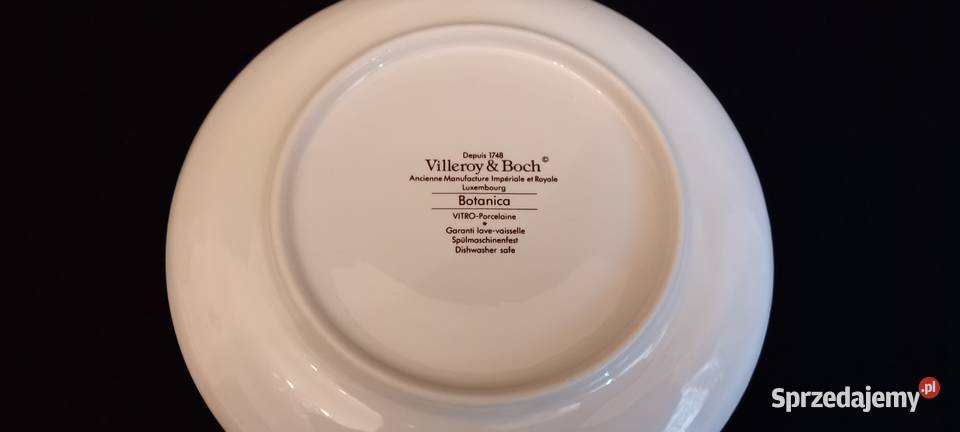 Depuis 1748
Villeroy & Boch©
Ancienne Manufacture Impériale et Royale
Luxembourg
Botanica
VITRO-Porcelaine
*
Garanti lave-vaisselle
Spülmaschinenfest
Dishwasher safe
Sprzedajemy.pl